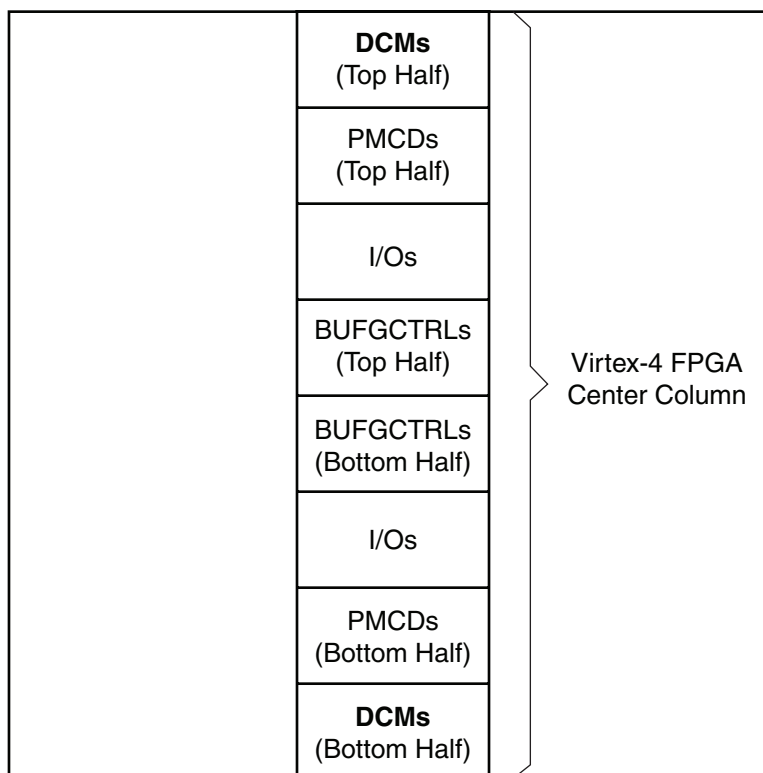 DCMs
(Top Half)
PMCDs
(Top Half)
I/Os
BUFGCTRLs
(Top Half)
Virtex-4 FPGA
Center Column
BUFGCTRLs
(Bottom Half)
I/Os
PMCDs
(Bottom Half)
DCMs
(Bottom Half)